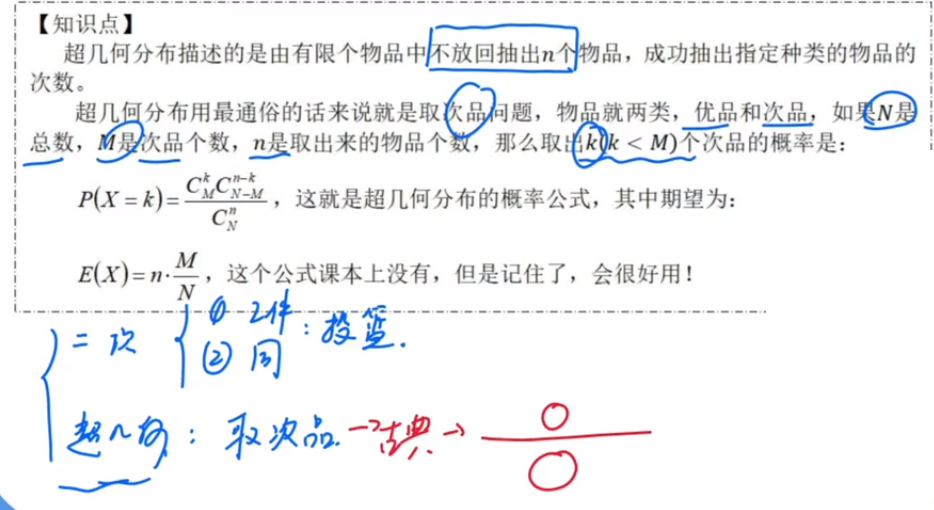 【知识点】
超几何分布描述的是由有限个物品中不放回抽出n个物品，成功抽出指定种类的物品的
次数。
超几何分布用最通俗的话来说就是取次品问题，物品就两类，优品和次品，如果N是
总数，M是次品个数，n是取出来的物品个数，那么取出k(k < M)个次品的概率是：
P(X = k)=\frac{C_M^k C_{N-M}^{n-k}}{C_N^n}，这就是超几何分布的概率公式，其中期望为：
E(X)=n·\frac{M}{N}，这个公式课本上没有，但是记住了，会很好用！
二次 ① 2件：投篮.
② 同
超几何：取次品→古典→